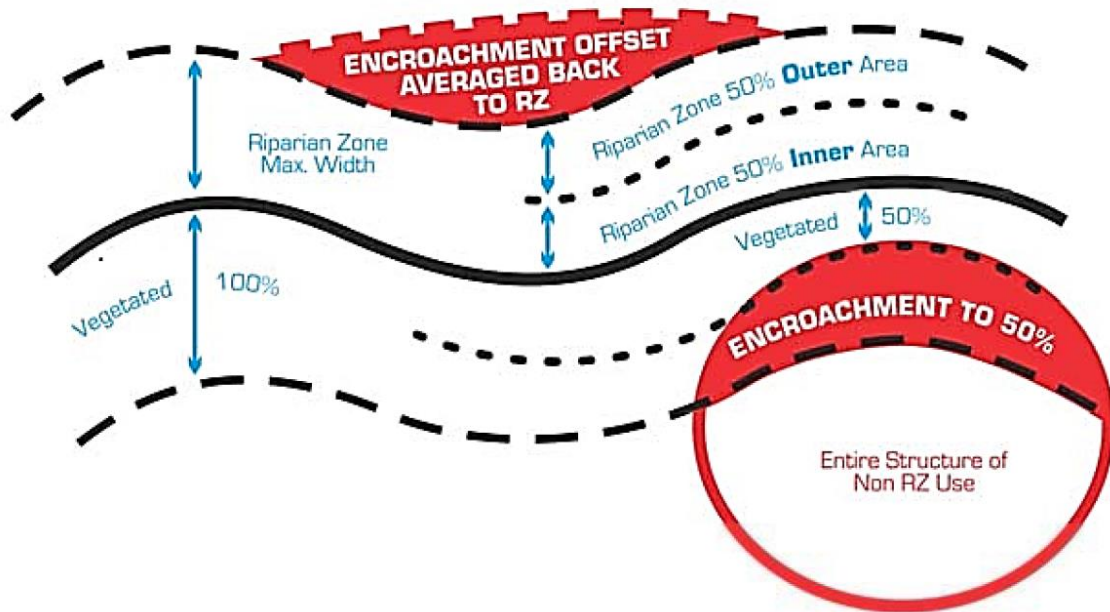 ENCROACHMENT OFFSET
AVERAGED BACK
TO RZ
Riparian Zone
Max. Width
Riparian Zone 50% Outer Area
Riparian Zone 50% Inner Area
Vegetated
50%
Vegetated
100%
ENCROACHMENT TO 50%
Entire Structure of
Non RZ Use